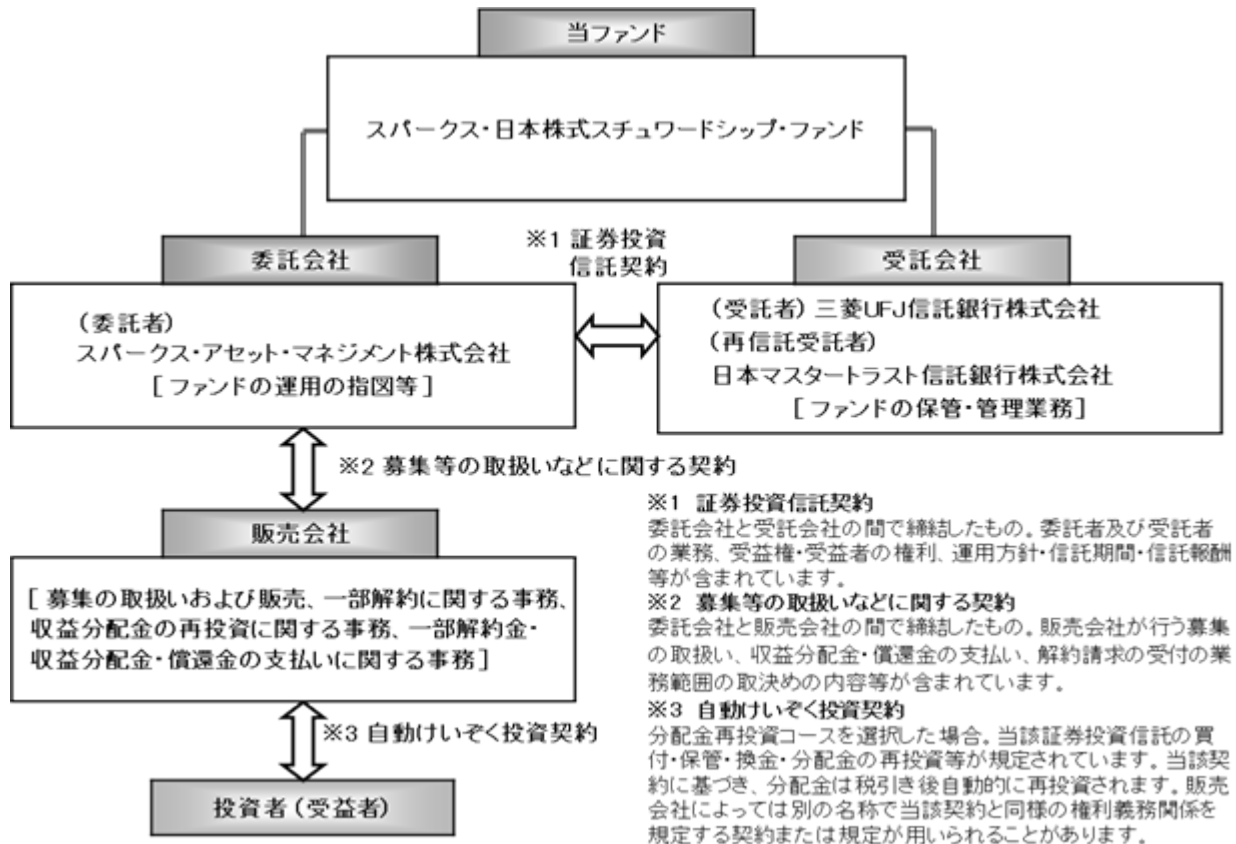 当ファンド
スパークス・日本株式スチュワードシップ・ファンド
委託会社
※1 証券投資
信託契約
受託会社
(委託者)
スパークス・アセット・マネジメント株式会社
[ファンドの運用の指図等]
(受託者) 三菱UFJ信託銀行株式会社
(再信託受託者)
日本マスタートラスト信託銀行株式会社
[ファンドの保管・管理業務]
※2 募集等の取扱いなどに関する契約
販売会社
[ 募集の取扱いおよび販売、一部解約に関する事務、
収益分配金の再投資に関する事務、一部解約金・
収益分配金・償還金の支払いに関する事務]
※3 自動けいぞく投資契約
投資者(受益者)
※1 証券投資信託契約
委託会社と受託会社の間で締結したもの。委託者及び受託者
の業務、受益権・受益者の権利、運用方針・信託期間・信託報酬
等が含まれています。
※2 募集等の取扱いなどに関する契約
委託会社と販売会社の間で締結したもの。販売会社が行う募集
の取扱い、収益分配金・償還金の支払い、解約請求の受付の業
務範囲の取決めの内容等が含まれています。
※3 自動けいぞく投資契約
分配金再投資コースを選択した場合。当該証券投資信託の買
付・保管・換金・分配金の再投資等が規定されています。当該契
約に基づき、分配金は税引き後自動的に再投資されます。販売
会社によっては別の名称で当該契約と同様の権利義務関係を
規定する契約または規定が用いられることがあります。